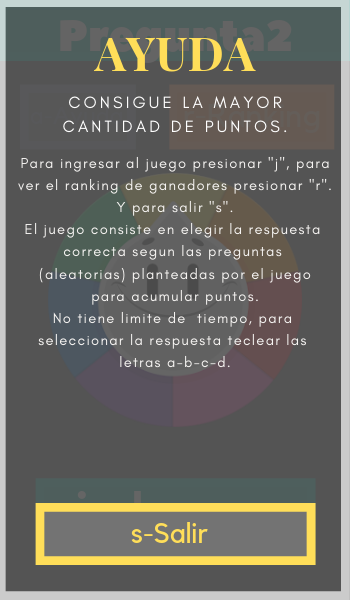 Pregunta2
AYUDA
CONSIGUE LA MAYOR
CANTIDAD DE PUNTOS.
Para ingresar al juego presionar "j", para
ver el ranking de ganadores presionar "r".
Y para salir "s".
El juego consiste en elegir la respuesta
correcta segun las preguntas
(aleatorias) planteadas por el juego
para acumular puntos.
No tiene limite de tiempo, para
seleccionar la respuesta teclear las
letras a-b-c-d.
s-Salir